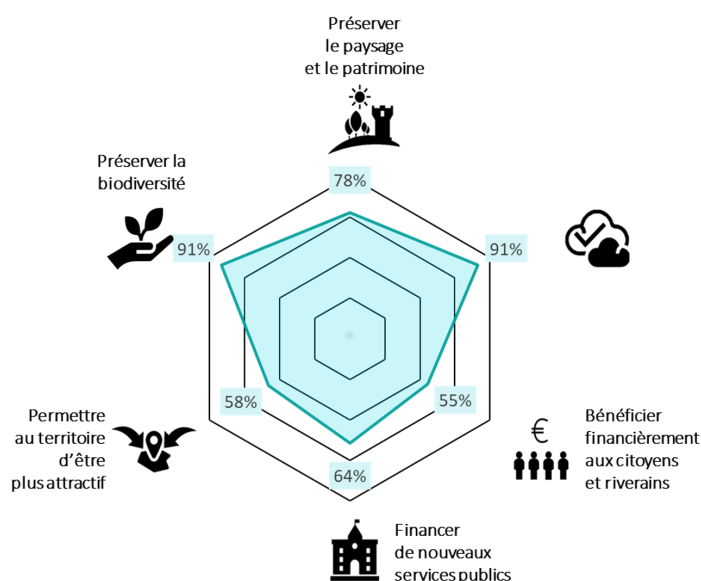 Préserver
le paysage
et le patrimoine
78%
Préserver la
biodiversité
91%
91%
Permettre
au territoire
d'être
plus attractif
58%
55%
€
Bénéficier
financièrement
aux citoyens
et riverains
64%
Financer
de nouveaux
services publics